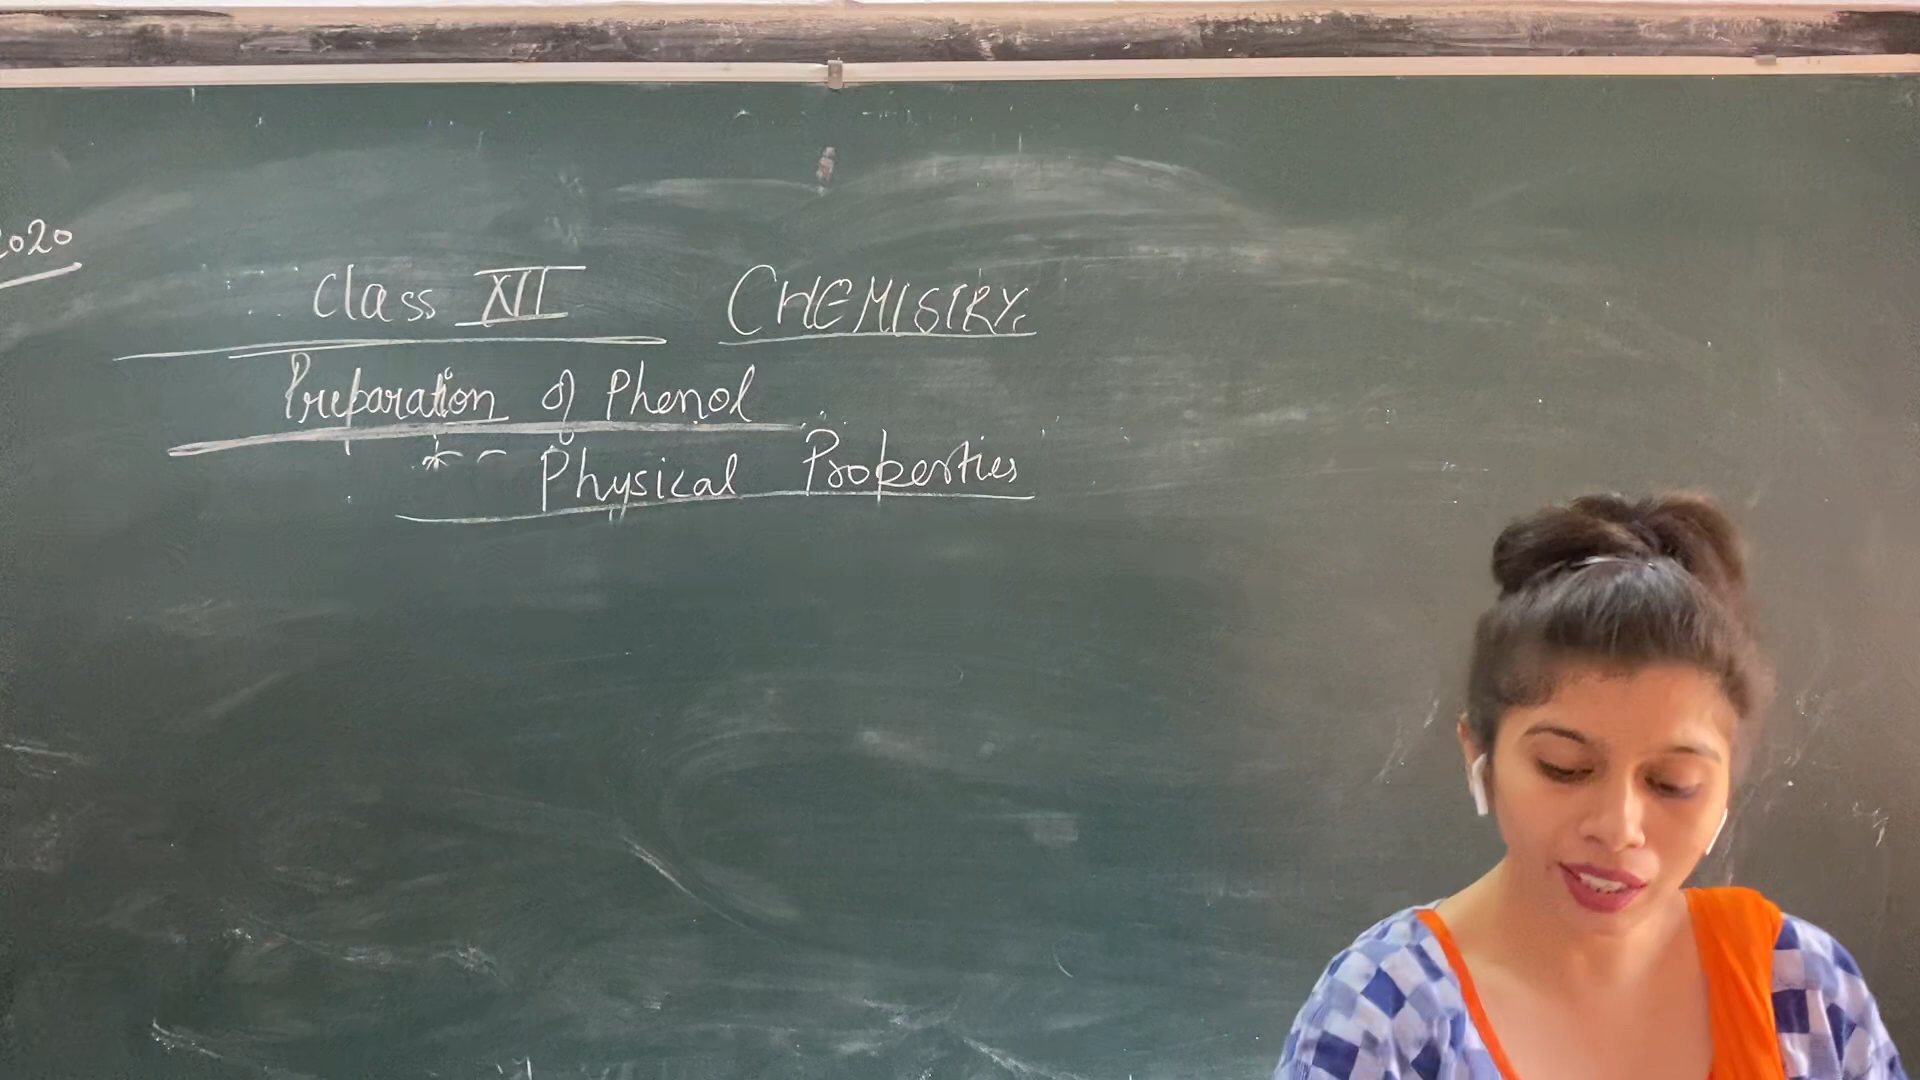 2020
Class XII CHEMISTRY
Preparation of Phenol
Physical Properties